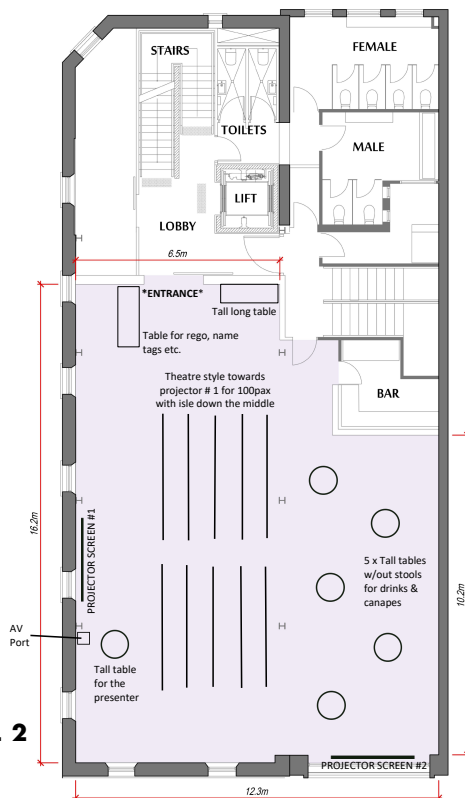 STAIRS
FEMALE
TOILETS
MALE
LIFT
LOBBY
6.5m
*ENTRANCE*
Tall long table
Table for rego, name
tags etc.
Theatre style towards
projector # 1 for 100pax
with isle down the middle
BAR
16.2m
PROJECTOR SCREEN #1
5 x Tall tables
w/out stools
for drinks &
canapes
10.2m
AV
Port
Tall table
for the
presenter
2
PROJECTOR SCREEN #2
12.3m